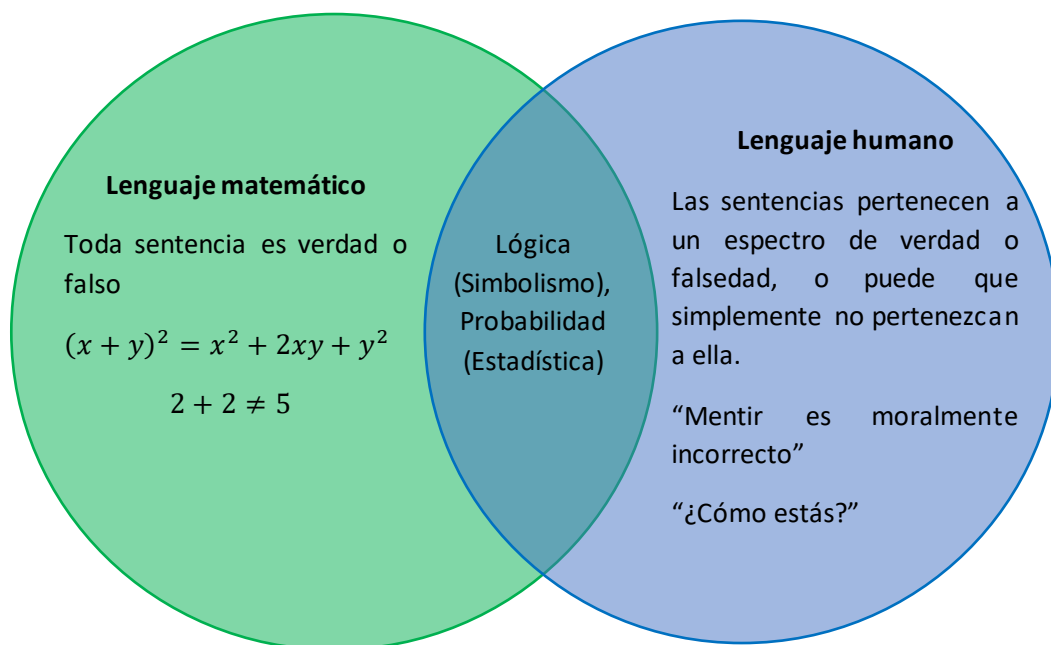 Lenguaje matemático
Toda sentencia es verdad o
falso
(x + y)² = x² + 2xy + y²
2 + 2 ≠ 5
Lógica
(Simbolismo),
Probabilidad
(Estadística)
Lenguaje humano
Las sentencias pertenecen a
un espectro de verdad o
falsedad, o puede que
simplemente no pertenezcan
a ella.
“Mentir es moralmente
incorrecto”
“¿Cómo estás?”